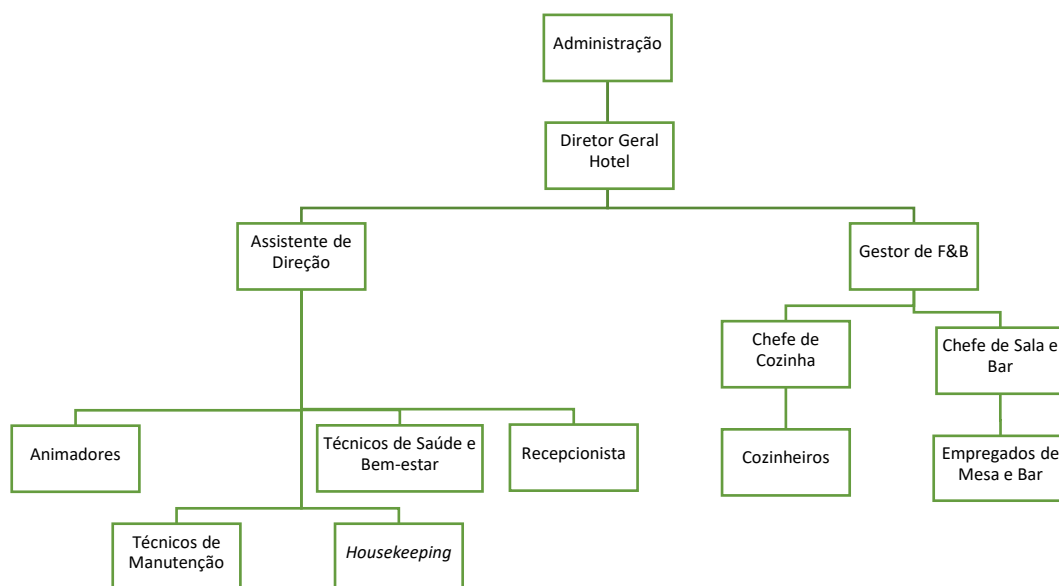 Administração
Diretor Geral
Hotel
Assistente de
Direção
Gestor de F&B
Chefe de
Cozinha
Chefe de Sala e
Bar
Animadores
Técnicos de Saúde e
Bem-estar
Recepcionista
Cozinheiros
Empregados de
Mesa e Bar
Técnicos de
Manutenção
Housekeeping